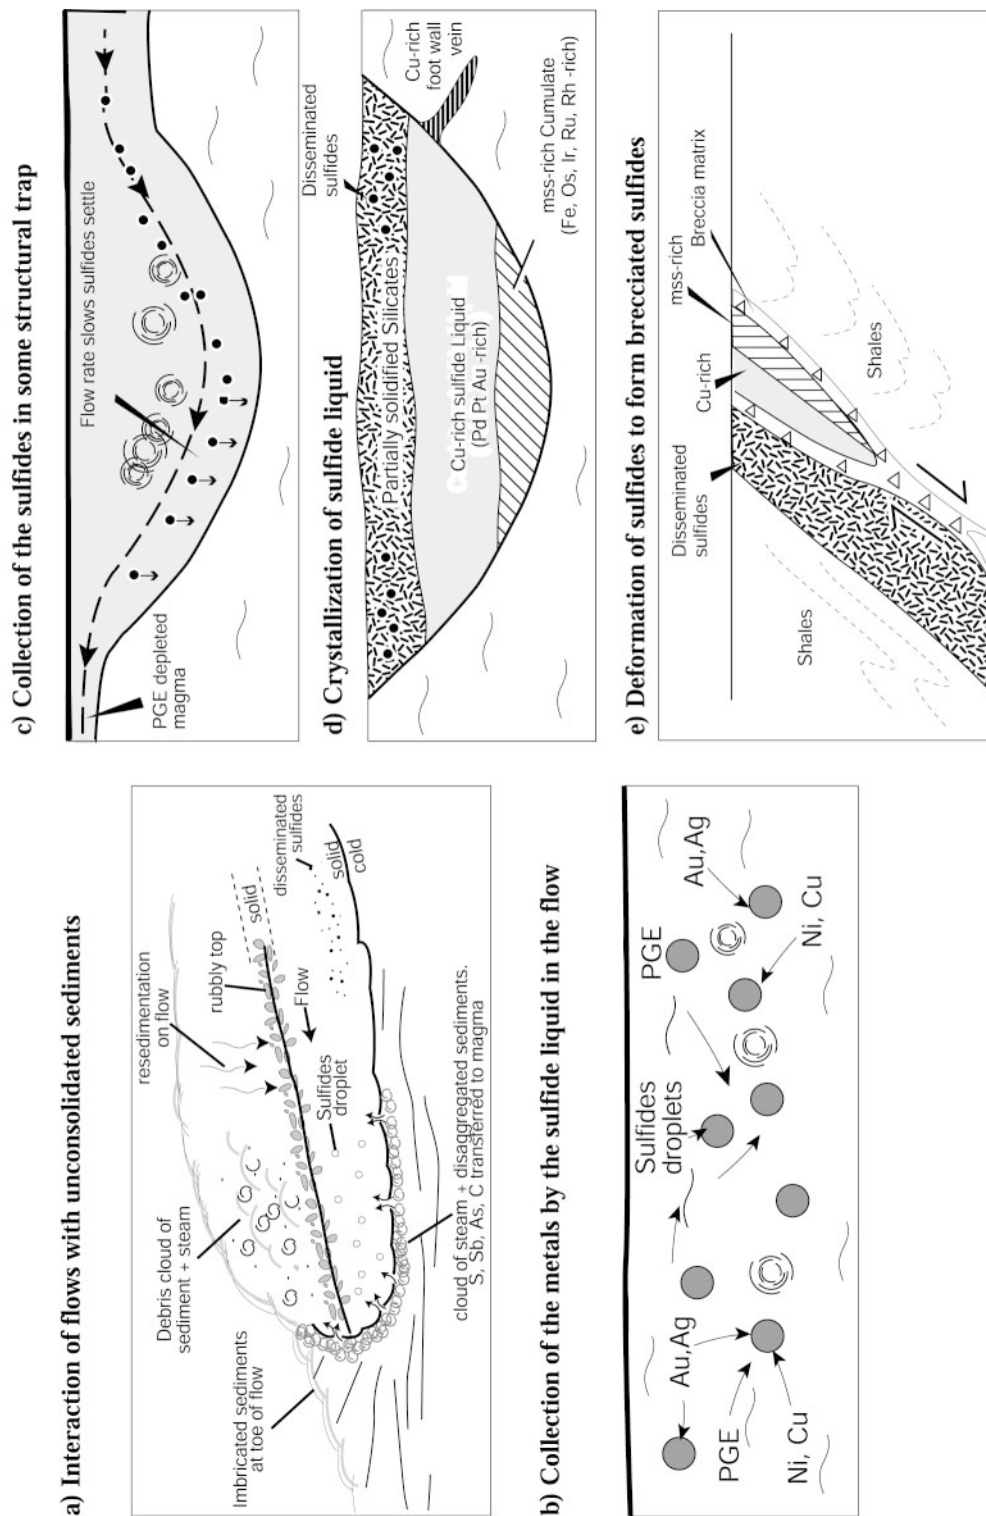 a) Interaction of flows with unconsolidated sediments
resedimentation
on flow
Debris cloud of
sediment + steam
rubbly top
solid
disseminated
sulfides
Flow
Sulfides
droplet
solid
cold
Imbricated sediments
at toe of flow
cloud of steam + disaggregated sediments.
S, Sb, As, C transferred to magma
b) Collection of the metals by the sulfide liquid in the flow
Au,Ag
PGE
Ni, Cu
Sulfides
droplets
PGE
Au,Ag
Ni, Cu
c) Collection of the sulfides in some structural trap
Flow rate slows sulfides settle
PGE depleted
magma
d) Crystallization of sulfide liquid
Disseminated
sulfides
Cu-rich
foot wall
vein
Partially solidified Silicates
Cu-rich sulfide Liquid
(Pd Pt Au -rich)
mss-rich Cumulate
(Fe, Os, Ir, Ru, Rh -rich)
e) Deformation of sulfides to form brecciated sulfides
Disseminated
sulfides
Cu-rich
mss-rich
Breccia matrix
Shales
Shales